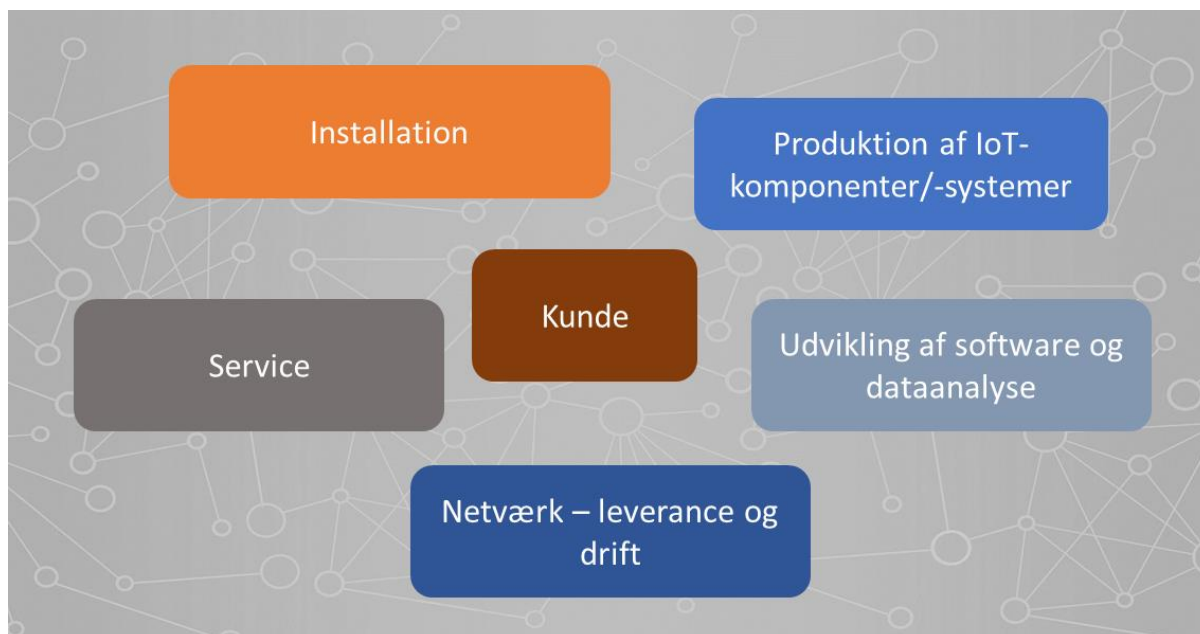 Installation
Produktion af IoT-
komponenter/-systemer
Kunde
Service
Udvikling af software og
dataanalyse
Netværk – leverance og
drift